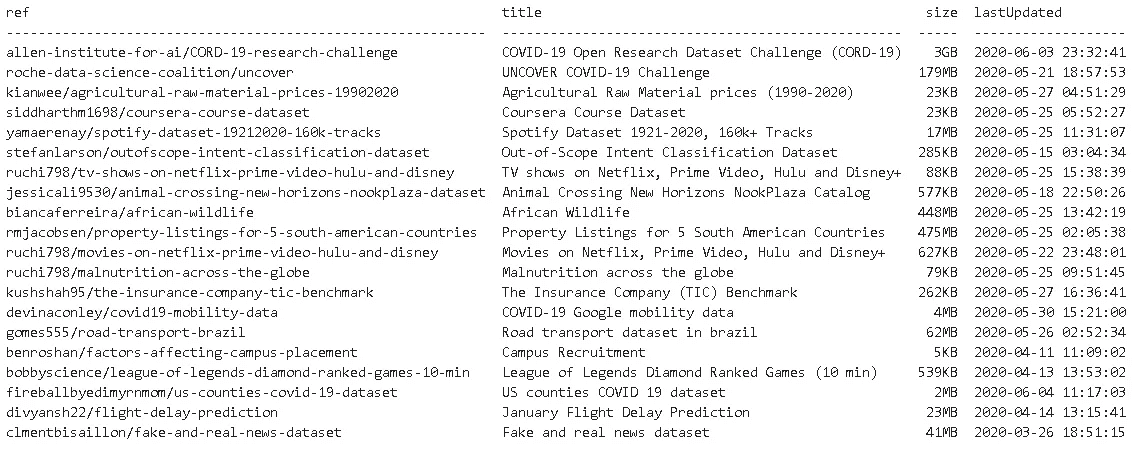 ref title size lastUpdated
------------------------------------------------------- ------------------------------------------------ ----- -------------------
allen-institute-for-ai/CORD-19-research-challenge COVID-19 Open Research Dataset Challenge (CORD-19) 3GB 2020-06-03 23:32:41
roche-data-science-coalition/uncover UNCOVER COVID-19 Challenge 179MB 2020-05-21 18:57:53
kianwee/agricultural-raw-material-prices-19902020 Agricultural Raw Material prices (1990-2020) 23KB 2020-05-27 04:51:29
siddharthm1698/coursera-course-dataset Coursera Course Dataset 23KB 2020-05-25 05:52:27
yamaerenay/spotify-dataset-19212020-160k-tracks Spotify Dataset 1921-2020, 160k+ Tracks 17MB 2020-05-25 11:31:07
stefanlarson/outofscope-intent-classification-dataset Out-of-Scope Intent Classification Dataset 285KB 2020-05-15 03:04:34
ruchi798/tv-shows-on-netflix-prime-video-hulu-and-disney TV shows on Netflix, Prime Video, Hulu and Disney+ 88KB 2020-05-25 15:38:39
jessicali9530/animal-crossing-new-horizons-nookplaza-dataset Animal Crossing New Horizons NookPlaza Catalog 577KB 2020-05-18 22:50:26
biancaferreira/african-wildlife African Wildlife 448MB 2020-05-25 13:42:19
rmjacobsen/property-listings-for-5-south-american-countries Property Listings for 5 South American Countries 475MB 2020-05-25 02:05:38
ruchi798/movies-on-netflix-prime-video-hulu-and-disney Movies on Netflix, Prime Video, Hulu and Disney+ 627KB 2020-05-22 23:48:01
ruchi798/malnutrition-across-the-globe Malnutrition across the globe 79KB 2020-05-25 09:51:45
kushshah95/the-insurance-company-tic-benchmark The Insurance Company (TIC) Benchmark 262KB 2020-05-27 16:36:41
devinaconley/covid19-mobility-data COVID-19 Google mobility data 4MB 2020-05-30 15:21:00
gomes555/road-transport-brazil Road transport dataset in brazil 62MB 2020-05-26 02:52:34
benroshan/factors-affecting-campus-placement Campus Recruitment 5KB 2020-04-11 11:09:02
bobbyscience/league-of-legends-diamond-ranked-games-10-min League of Legends Diamond Ranked Games (10 min) 539KB 2020-04-13 13:53:02
fireballbyedimyrnmom/us-counties-covid-19-dataset US counties COVID 19 dataset 2MB 2020-06-04 11:17:03
divyansh22/flight-delay-prediction January Flight Delay Prediction 23MB 2020-04-14 13:15:41
clmentbisaillon/fake-and-real-news-dataset Fake and real news dataset 41MB 2020-03-26 18:51:15